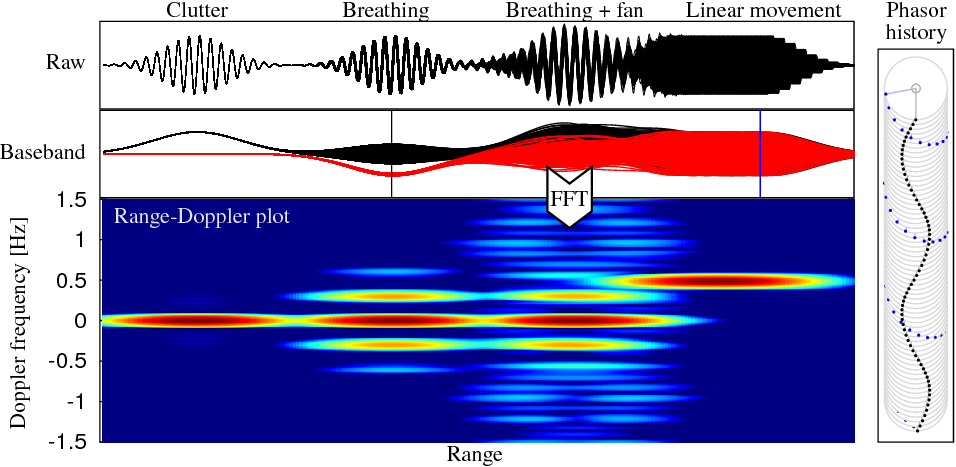 Clutter Breathing Breathing + fan Linear movement Phasor
history
Raw
Baseband
FFT
1.5
Range-Doppler plot
1
0.5
0
-0.5
-1
-1.5
Doppler frequency [Hz]
Range